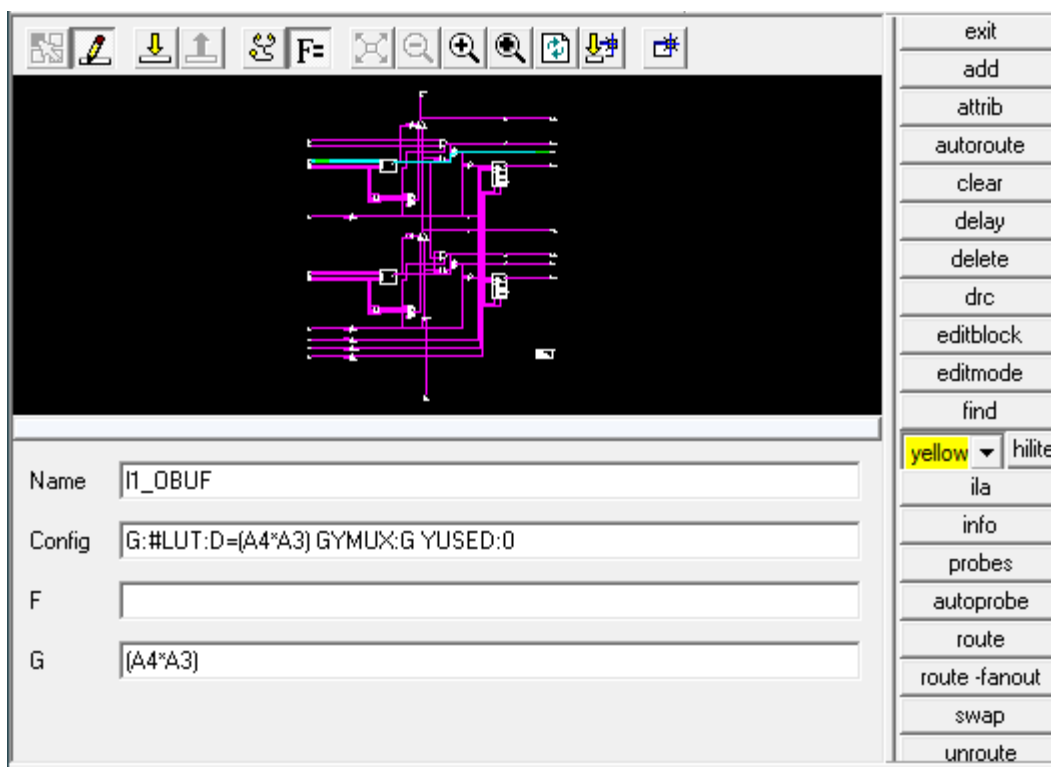 F=
exit
add
attrib
autoroute
clear
delay
delete
drc
editblock
editmode
find
yellow hilite
ila
info
probes
autoprobe
route
route -fanout
swap
unroute
Name I1_OBUF
Config G:#LUT:D=(A4*A3) GYMUX:G YUSED:0
F
G (A4*A3)